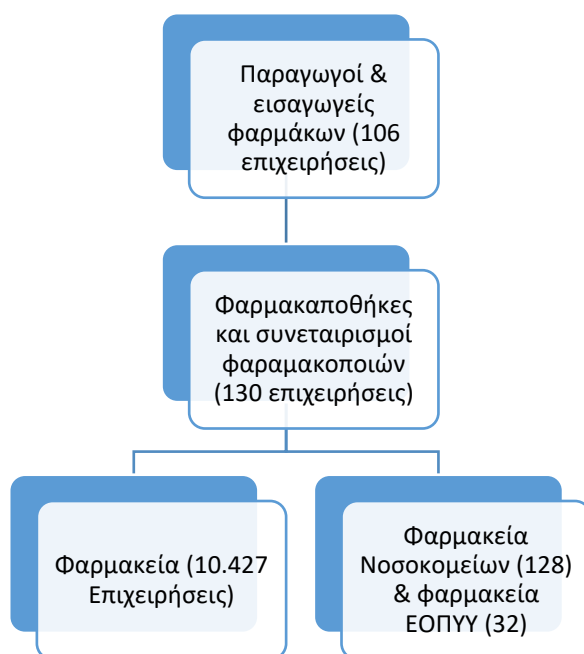 Παραγωγοί &
εισαγωγείς
φαρμάκων (106
επιχειρήσεις)
Φαρμακαποθήκες
και συνεταιρισμοί
φαραμακοποιών
(130 επιχειρήσεις)
Φαρμακεία (10.427
Επιχειρήσεις)
Φαρμακεία
Νοσοκομείων (128)
& φαρμακεία
ΕΟΠΥΥ (32)